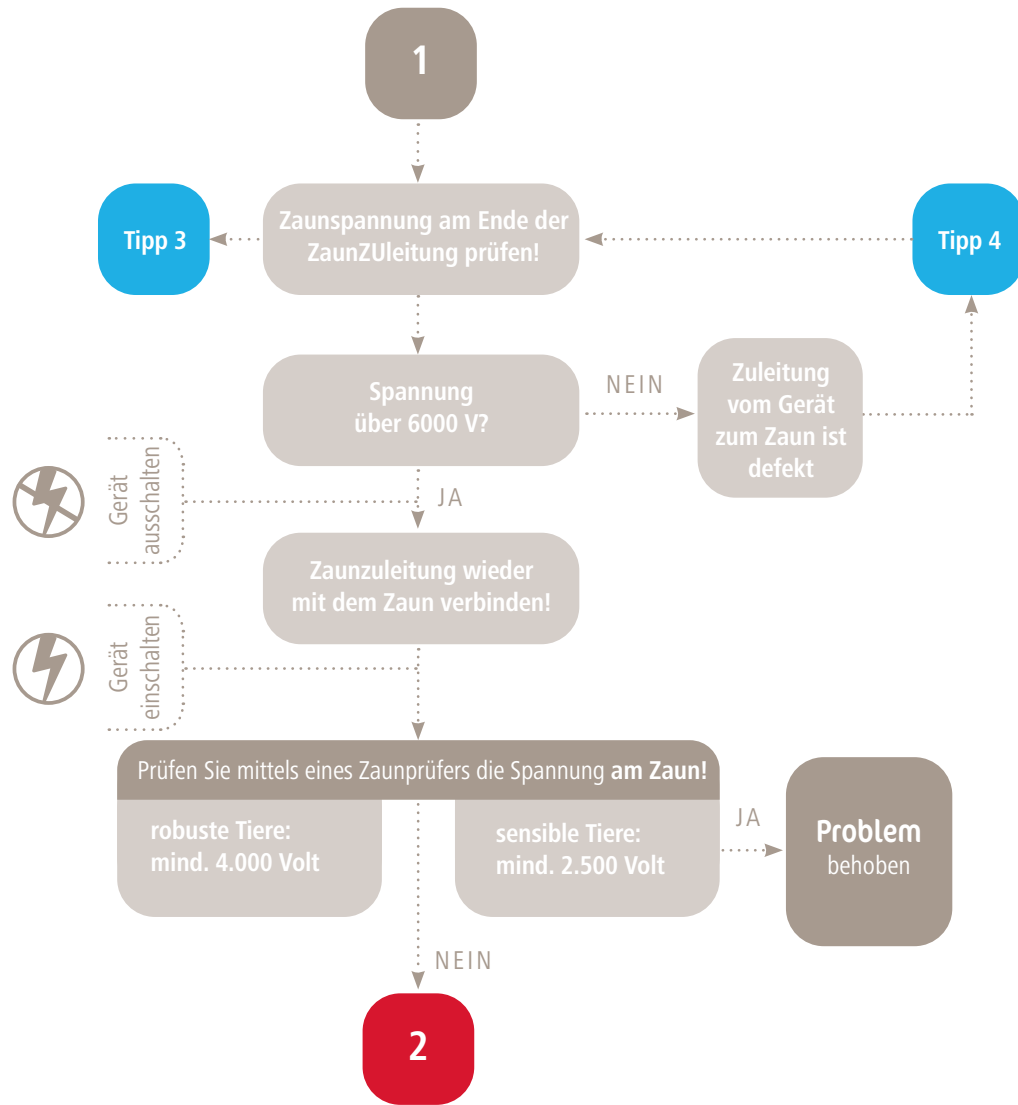 1
Zaunspannung am Ende der
ZaunZUleitung prüfen!
Tipp 3
Tipp 4
Spannung
über 6000 V?
NEIN
Zuleitung
vom Gerät
zum Zaun ist
defekt
Gerät
ausschalten
JA
Zaunzuleitung wieder
mit dem Zaun verbinden!
Gerät
einschalten
Prüfen Sie mittels eines Zaunprüfers die Spannung am Zaun!
robuste Tiere:
mind. 4.000 Volt
sensible Tiere:
mind. 2.500 Volt
JA
Problem
behoben
NEIN
2